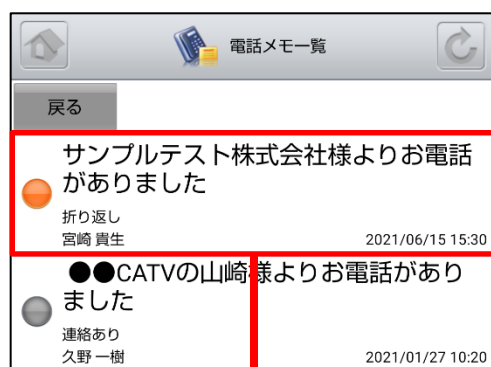 電話メモ一覧
戻る
サンプルテスト株式会社様よりお電話
がありました
折り返し
宮崎 貴生
2021/06/15 15:30
●●CATVの山崎様よりお電話があり
ました
連絡あり
久野 一樹
2021/01/27 10:20